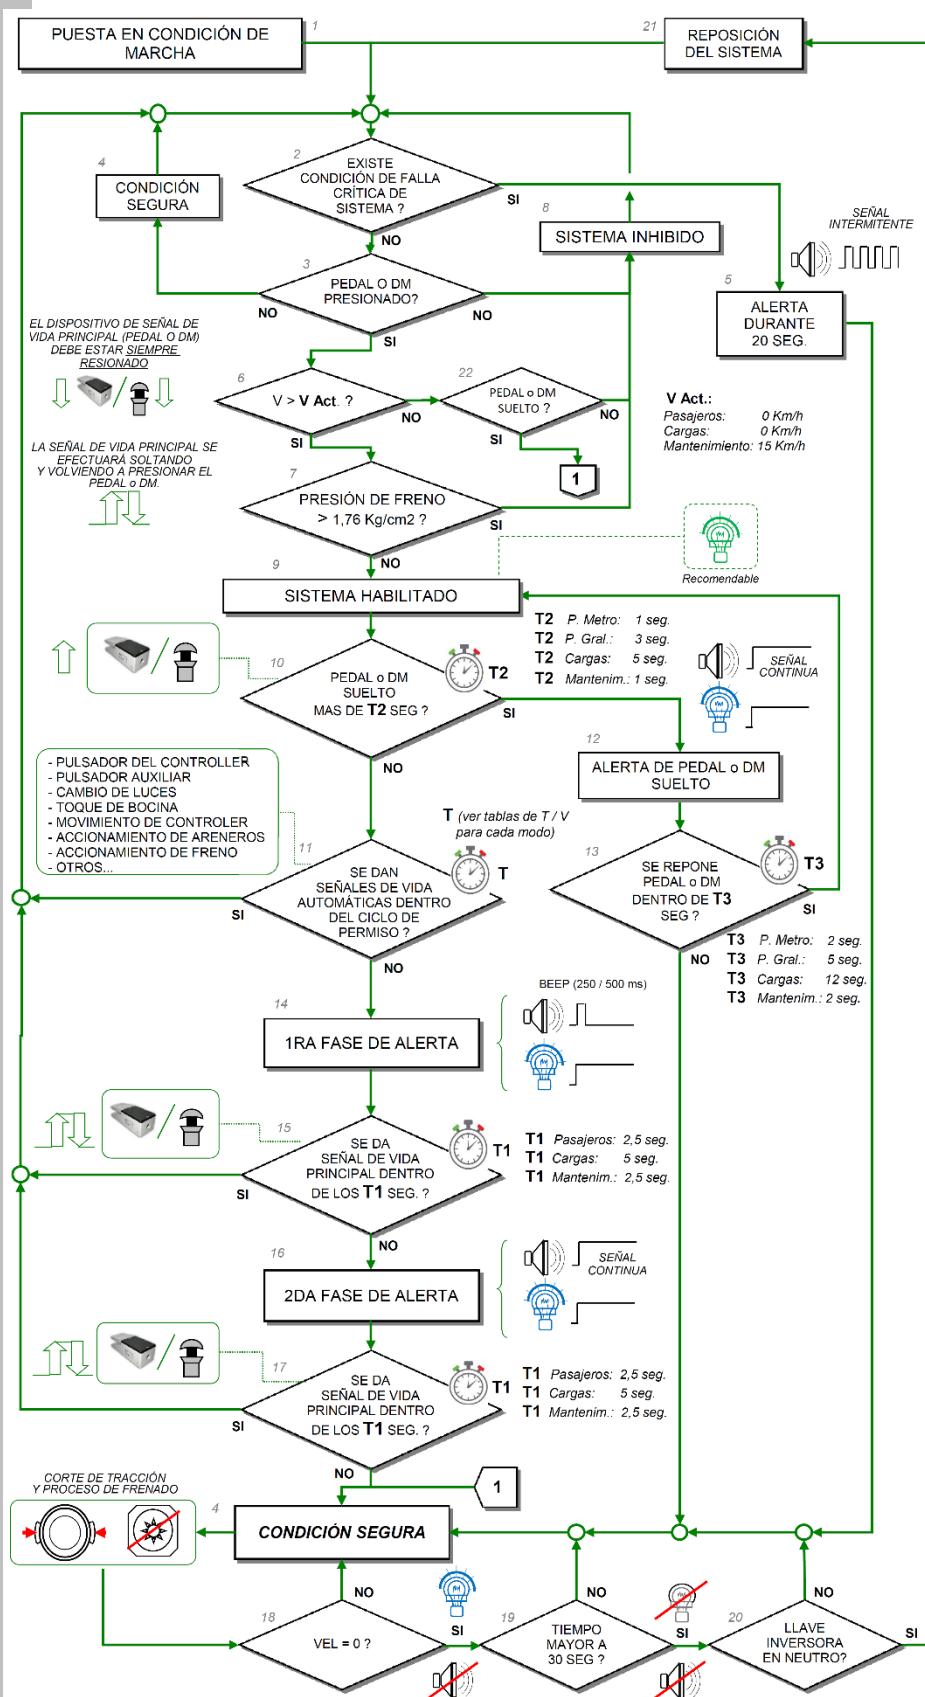 1
PUESTA EN CONDICIÓN DE
MARCHA
21
REPOSICIÓN
DEL SISTEMA
2
EXISTE
CONDICIÓN DE FALLA
CRÍTICA DE
SISTEMA ?
SI
NO
4
CONDICIÓN
SEGURA
8
SISTEMA INHIBIDO
SEÑAL
INTERMITENTE
3
PEDAL O DM
PRESIONADO?
NO
NO
SI
5
ALERTA
DURANTE
20 SEG.
EL DISPOSITIVO DE SEÑAL DE
VIDA PRINCIPAL (PEDAL O DM)
DEBE ESTAR SIEMPRE
RESIONADO
6
V > V Act. ?
NO
SI
22
PEDAL o DM
SUELTO ?
NO
SI
1
V Act.:
Pasajeros: 0 Km/h
Cargas: 0 Km/h
Mantenimiento: 15 Km/h
LA SEÑAL DE VIDA PRINCIPAL SE
EFECTUARÁ SOLTANDO
Y VOLVIENDO A PRESIONAR EL
PEDAL o DM.
7
PRESIÓN DE FRENO
> 1,76 Kg/cm2 ?
SI
NO
Recomendable
9
SISTEMA HABILITADO
T2 P. Metro: 1 seg.
T2 P. Gral.: 3 seg.
T2 Cargas: 5 seg.
T2 Mantenim.: 1 seg.
SEÑAL
CONTINUA
10
PEDAL o DM
SUELTO
MAS DE T2 SEG ?
T2
SI
NO
12
ALERTA DE PEDAL o DM
SUELTO
- PULSADOR DEL CONTROLLER
- PULSADOR AUXILIAR
- CAMBIO DE LUCES
- TOQUE DE BOCINA
- MOVIMIENTO DE CONTROLER
- ACCIONAMIENTO DE ARENEROS
- ACCIONAMIENTO DE FRENO
- OTROS...
T (ver tablas de T / V
para cada modo)
11
SE DAN
SEÑALES DE VIDA
AUTOMÁTICAS DENTRO
DEL CICLO DE
PERMISO ?
T
SI
NO
13
SE REPONE
PEDAL o DM
DENTRO DE T3
SEG ?
T3
SI
NO
T3 P. Metro: 2 seg.
T3 P. Gral.: 5 seg.
T3 Cargas: 12 seg.
T3 Mantenim.: 2 seg.
14
1RA FASE DE ALERTA
BEEP (250 / 500 ms)
15
SE DA
SEÑAL DE VIDA
PRINCIPAL DENTRO
DE LOS T1 SEG. ?
T1
SI
NO
T1 Pasajeros: 2,5 seg.
T1 Cargas: 5 seg.
T1 Mantenim.: 2,5 seg.
16
2DA FASE DE ALERTA
SEÑAL
CONTINUA
17
SE DA
SEÑAL DE VIDA
PRINCIPAL DENTRO
DE LOS T1 SEG. ?
T1
SI
NO
T1 Pasajeros: 2,5 seg.
T1 Cargas: 5 seg.
T1 Mantenim.: 2,5 seg.
1
CORTE DE TRACCIÓN
Y PROCESO DE FRENADO
4
CONDICIÓN SEGURA
18
VEL = 0 ?
NO
SI
19
TIEMPO
MAYOR A
30 SEG ?
NO
SI
20
LLAVE
INVERSORA
EN NEUTRO?
NO
SI